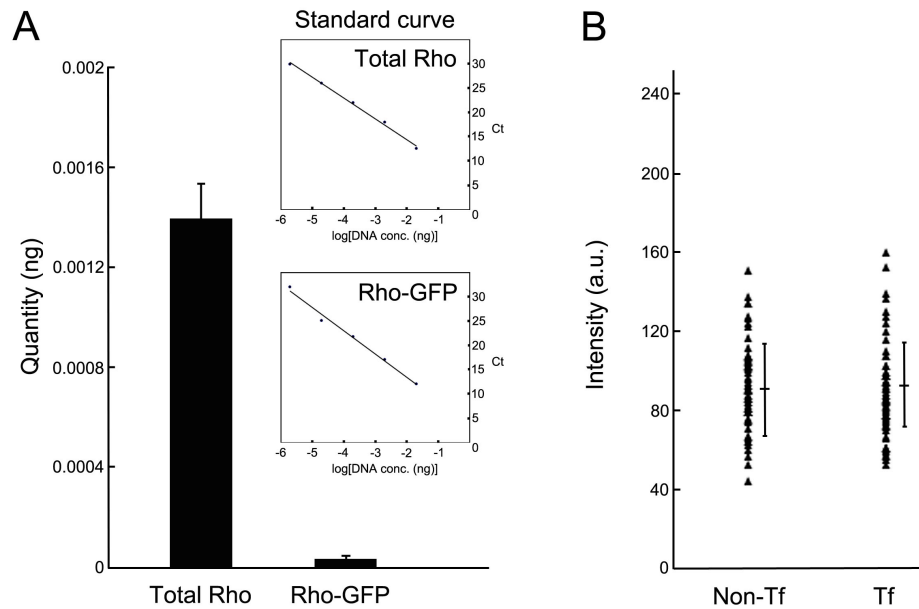 A
Standard curve
B
Quantity (ng)
0.002
0.0016
0.0012
0.0008
0.0004
0
Total Rho
30
25
20
15
10
5
0
Ct
-6 -5 -4 -3 -2 -1
log[DNA conc. (ng)]
Rho-GFP
30
25
20
15
10
5
0
Ct
-6 -5 -4 -3 -2 -1
log[DNA conc. (ng)]
Total Rho Rho-GFP
Intensity (a.u.)
240
200
160
120
80
40
0
Non-Tf Tf